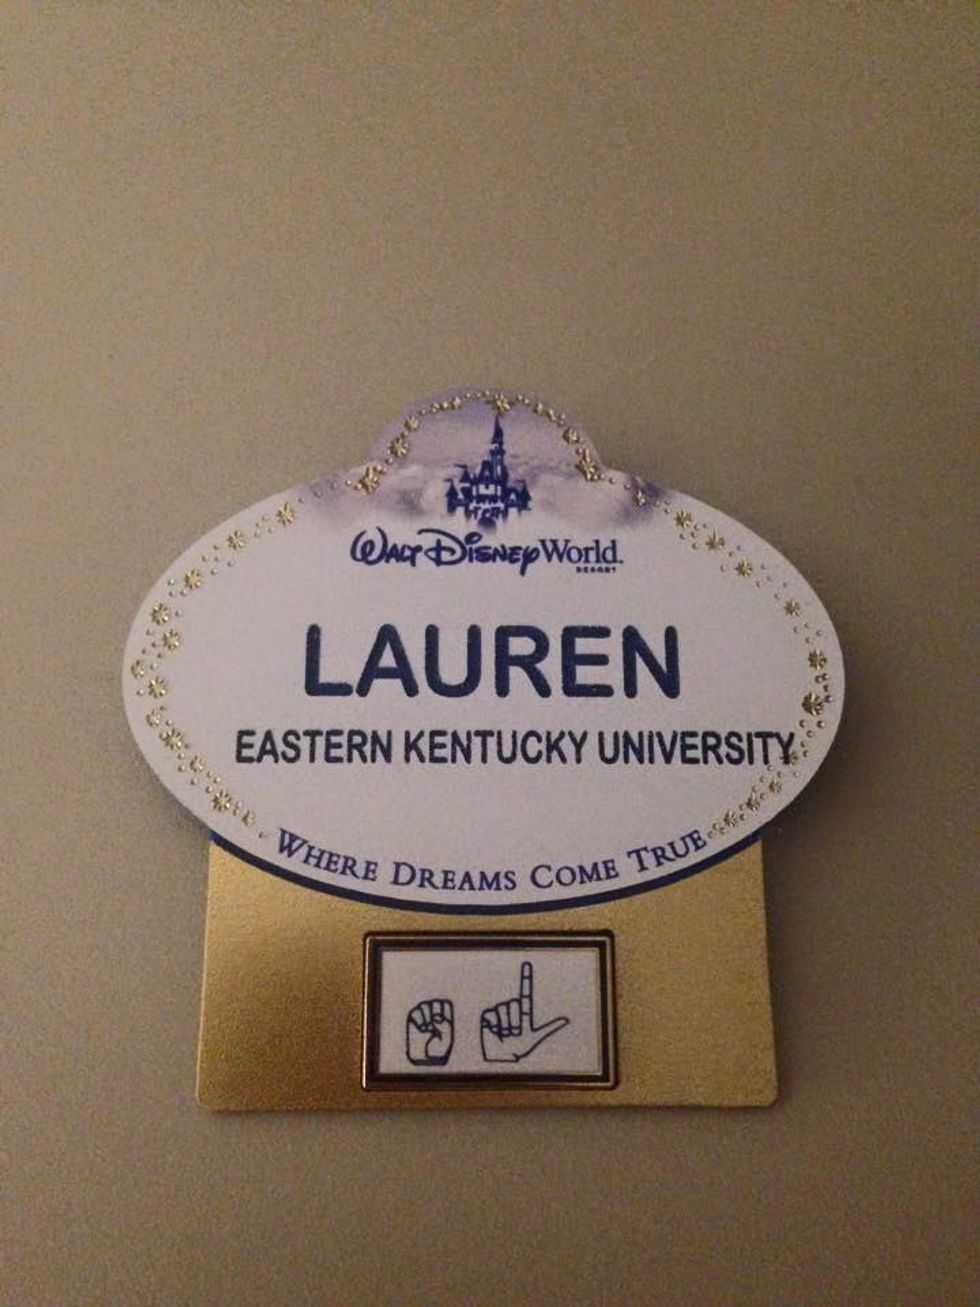 Walt Disney World.
RESORT
LAUREN
EASTERN KENTUCKY UNIVERSITY
WHERE DREAMS COME TRUE